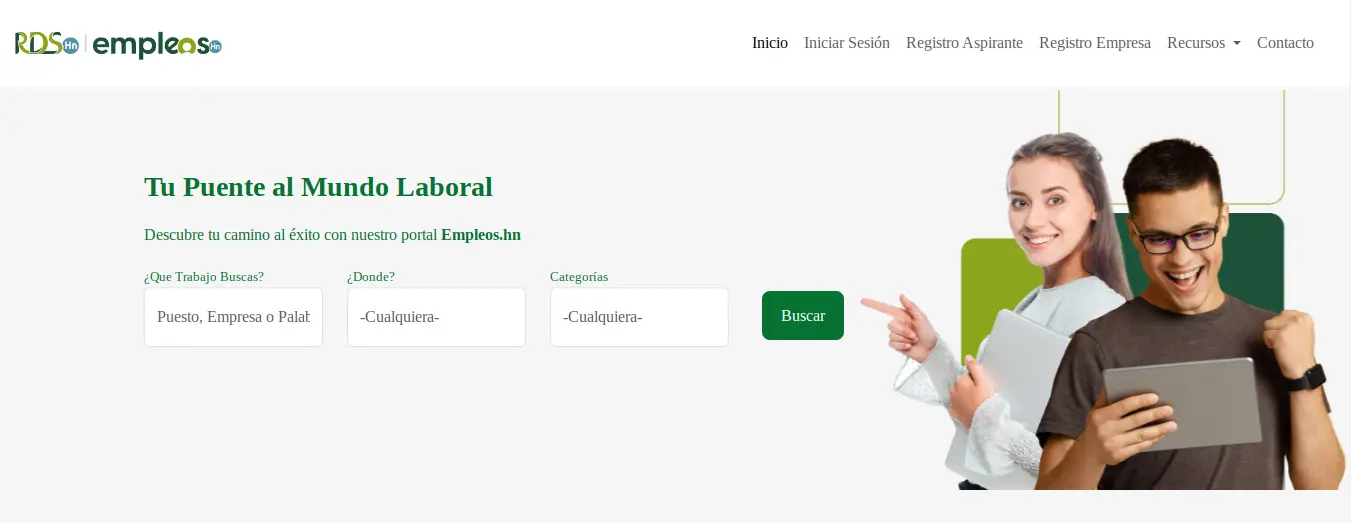 RDS Hn | empleos Hn
Inicio Iniciar Sesión Registro Aspirante Registro Empresa Recursos Contacto
Tu Puente al Mundo Laboral
Descubre tu camino al éxito con nuestro portal Empleos.hn
¿Que Trabajo Buscas? ¿Donde? Categorías
Puesto, Empresa o Palab -Cualquiera- -Cualquiera- Buscar